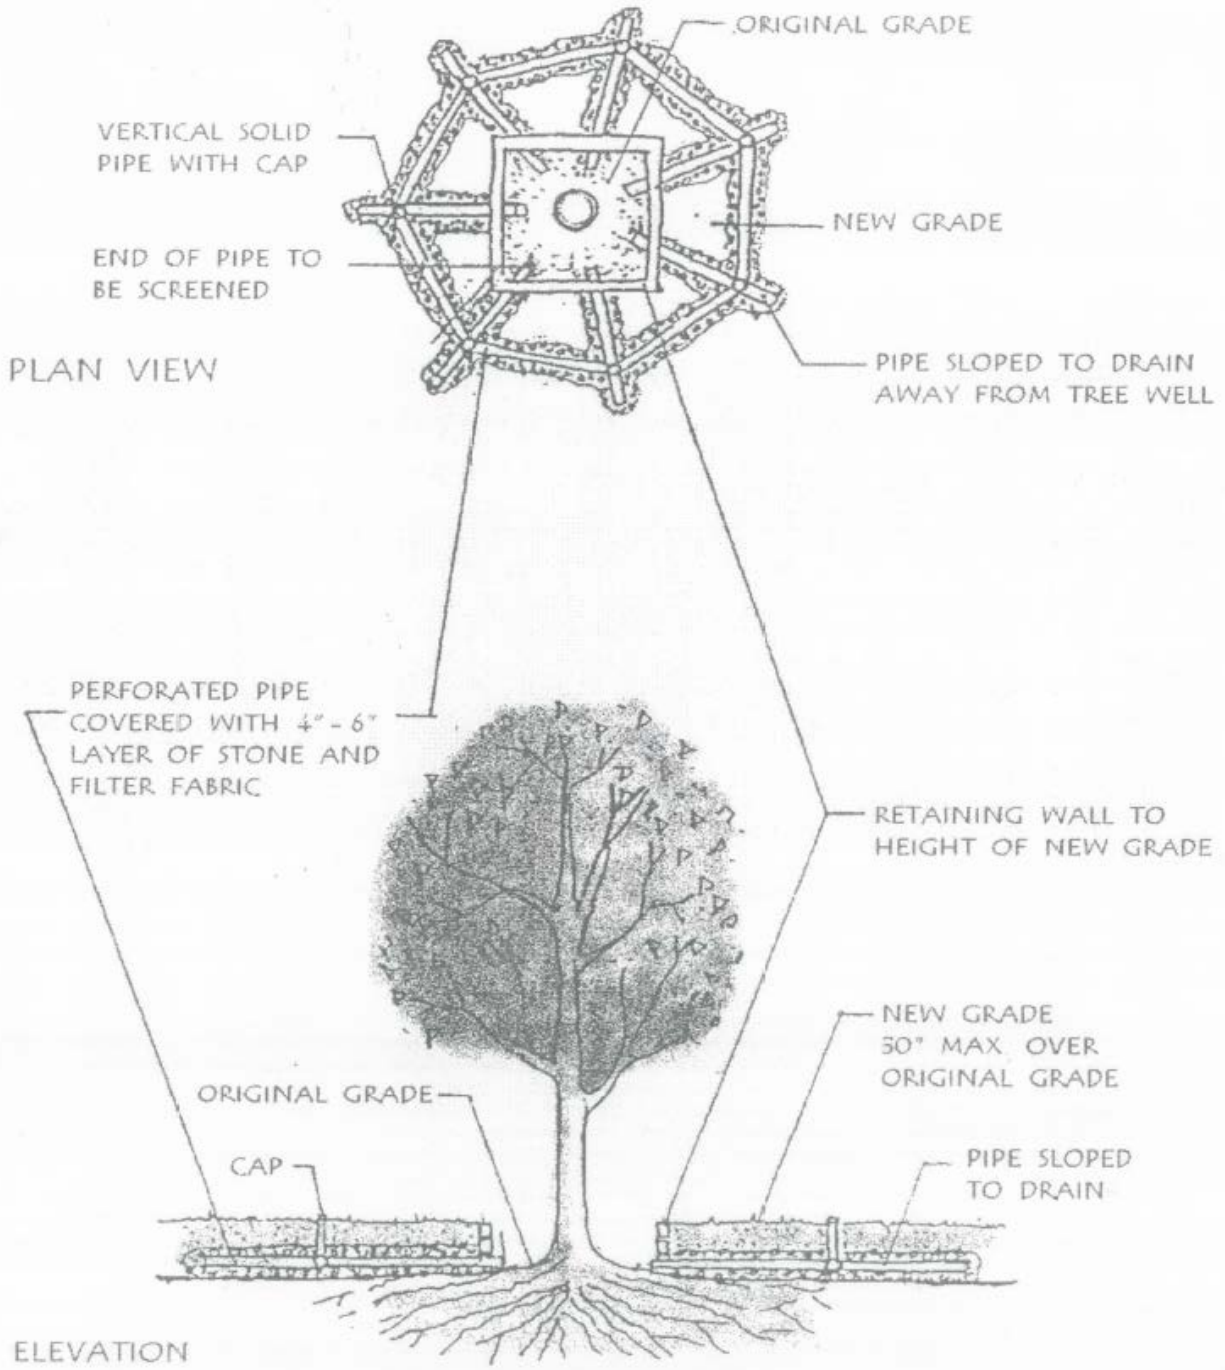 ORIGINAL GRADE
VERTICAL SOLID
PIPE WITH CAP
NEW GRADE
END OF PIPE TO
BE SCREENED
PLAN VIEW
PIPE SLOPED TO DRAIN
AWAY FROM TREE WELL
PERFORATED PIPE
COVERED WITH 4" - 6"
LAYER OF STONE AND
FILTER FABRIC
RETAINING WALL TO
HEIGHT OF NEW GRADE
NEW GRADE
30" MAX OVER
ORIGINAL GRADE
ORIGINAL GRADE
CAP
PIPE SLOPED
TO DRAIN
ELEVATION